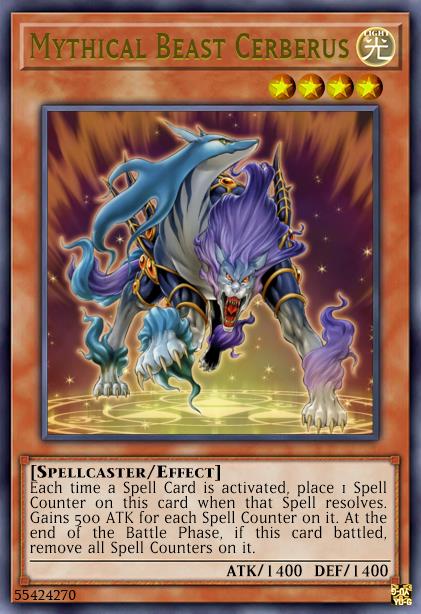 Mythical Beast Cerberus
LIGHT
光
[Spellcaster/Effect]
Each time a Spell Card is activated, place 1 Spell
Counter on this card when that Spell resolves.
Gains 500 ATK for each Spell Counter on it. At the
end of the Battle Phase, if this card battled,
remove all Spell Counters on it.
ATK/1400 DEF/1400
55424270